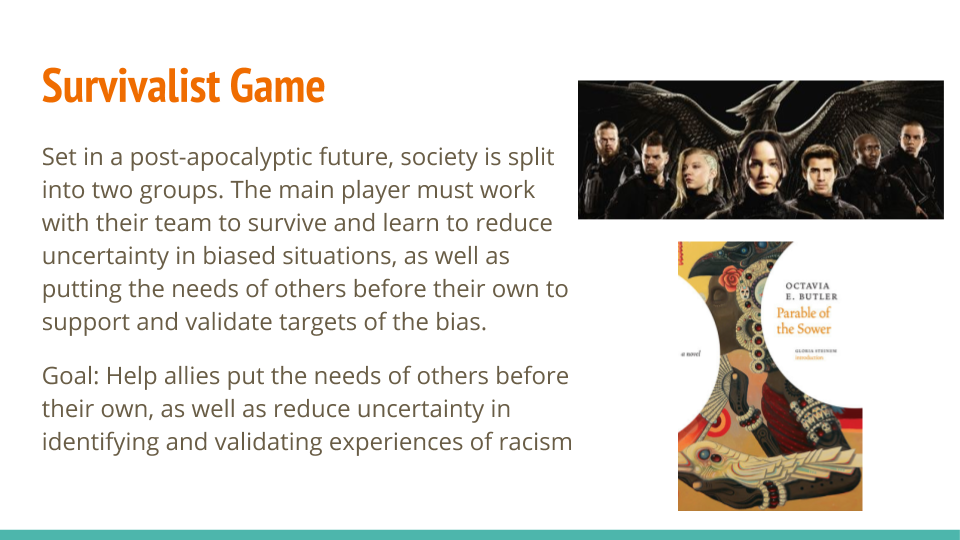 Survivalist Game
Set in a post-apocalyptic future, society is split
into two groups. The main player must work
with their team to survive and learn to reduce
uncertainty in biased situations, as well as
putting the needs of others before their own to
support and validate targets of the bias.
Goal: Help allies put the needs of others before
their own, as well as reduce uncertainty in
identifying and validating experiences of racism
OCTAVIA
E. BUTLER
Parable of
the Sower
GLORIA STEINEM
introduction
a novel